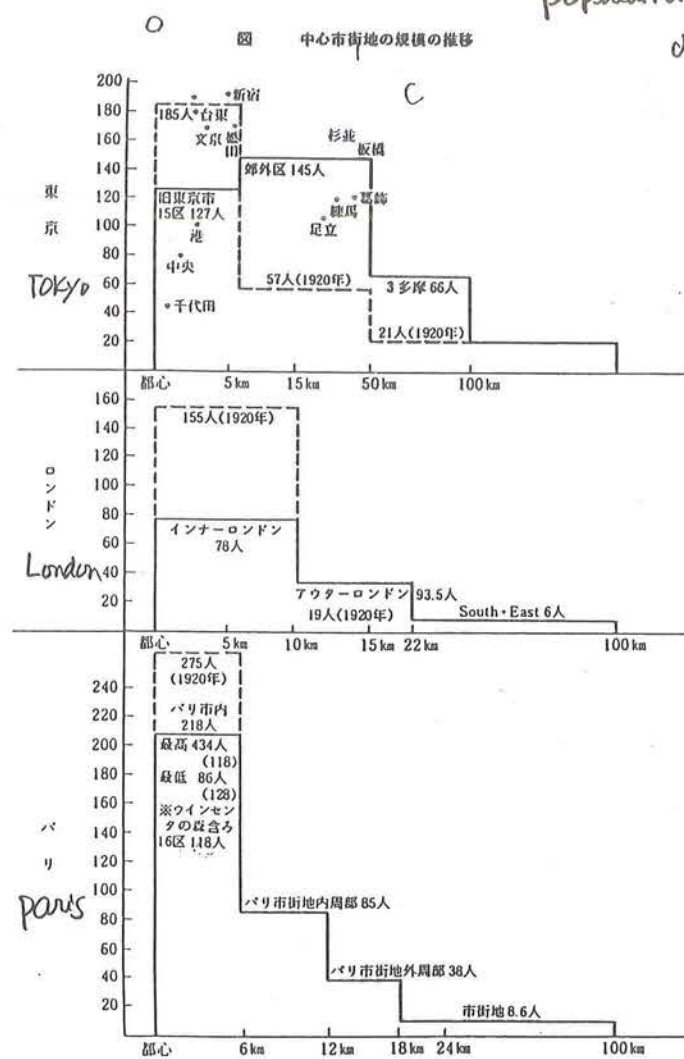 population
O
図 中心市街地の規模の推移
C
東京
TOKYO
200
180
160
140
120
100
80
60
40
20
新宿
185人 台東
文京
杉並
板橋
郊外区 145人
旧東京市
15区 127人
港
中央
千代田
葛飾
練馬
足立
57人(1920年)
3多摩 66人
21人(1920年)
都心 5km 15km 50km 100km
ロンドン
London
160
140
120
100
80
60
40
20
155人(1920年)
インナーロンドン
78人
アウターロンドン 93.5人
19人(1920年)
South・East 6人
都心 5km 10km 15km 22km 100km
パリ
paris
240
220
200
180
160
140
120
100
80
60
40
20
275人
(1920年)
パリ市内
218人
最高 434人
(118)
最低 86人
(128)
※ウインセン
タの森含み
16区 118人
パリ市街地内周部 85人
パリ市街地外周部 38人
市街地 8.6人
都心 6km 12km 18km 24km 100km